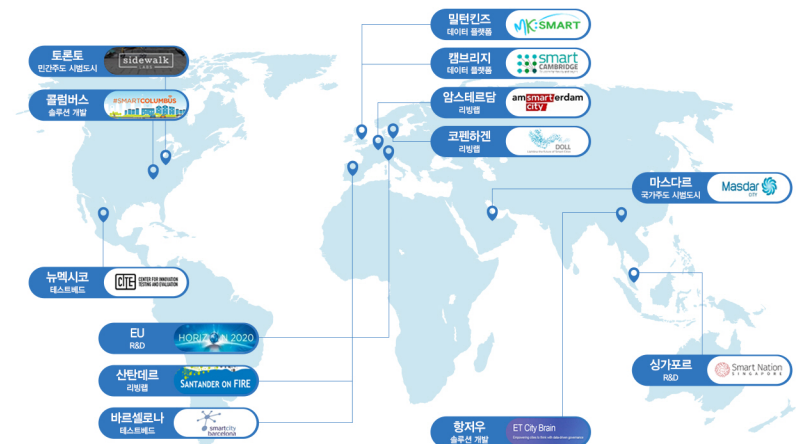 밀턴킨즈
데이터 플랫폼
MK:SMART
토론토
민간주도 시범도시
sidewalk
LABS
캠브리지
데이터 플랫폼
smart
CAMBRIDGE
콜럼버스
솔루션 개발
#SMARTCOLUMBUS
암스테르담
리빙랩
amsmarterdam
city
코펜하겐
리빙랩
DOLL
마스다르
국가주도 시범도시
Masdar
CITY
뉴멕시코
테스트베드
CITE
CENTER FOR INNOVATION
TESTING AND EVALUATION
EU
R&D
HORIZON 2020
산탄데르
리빙랩
SANTANDER ON FIRE
싱가포르
R&D
Smart Nation
SINGAPORE
바르셀로나
테스트베드
smartcity
barcelona
항저우
솔루션 개발
ET City Brain